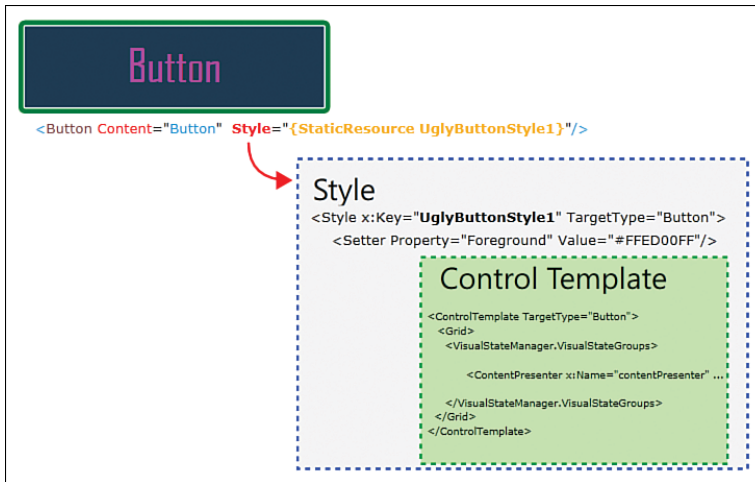 Button
<Button Content="Button" Style="{StaticResource UglyButtonStyle1}"/>
Style
<Style x:Key="UglyButtonStyle1" TargetType="Button">
<Setter Property="Foreground" Value="#FFED00FF"/>
Control Template
<ControlTemplate TargetType="Button">
<Grid>
<VisualStateManager.VisualStateGroups>
<ContentPresenter x:Name="contentPresenter" ...
</VisualStateManager.VisualStateGroups>
</Grid>
</ControlTemplate>